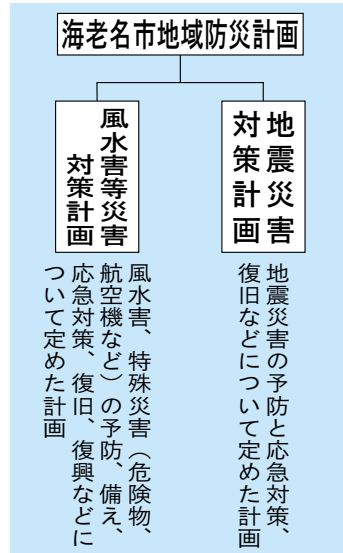 海老名市地域防災計画
地震災害
対策計画
地震災害の予防と応急対策、
復旧などについて定めた計画
風水害等災害
対策計画
風水害、特殊災害（危険物、
航空機など）の予防、備え、
応急対策、復旧、復興などに
ついて定めた計画